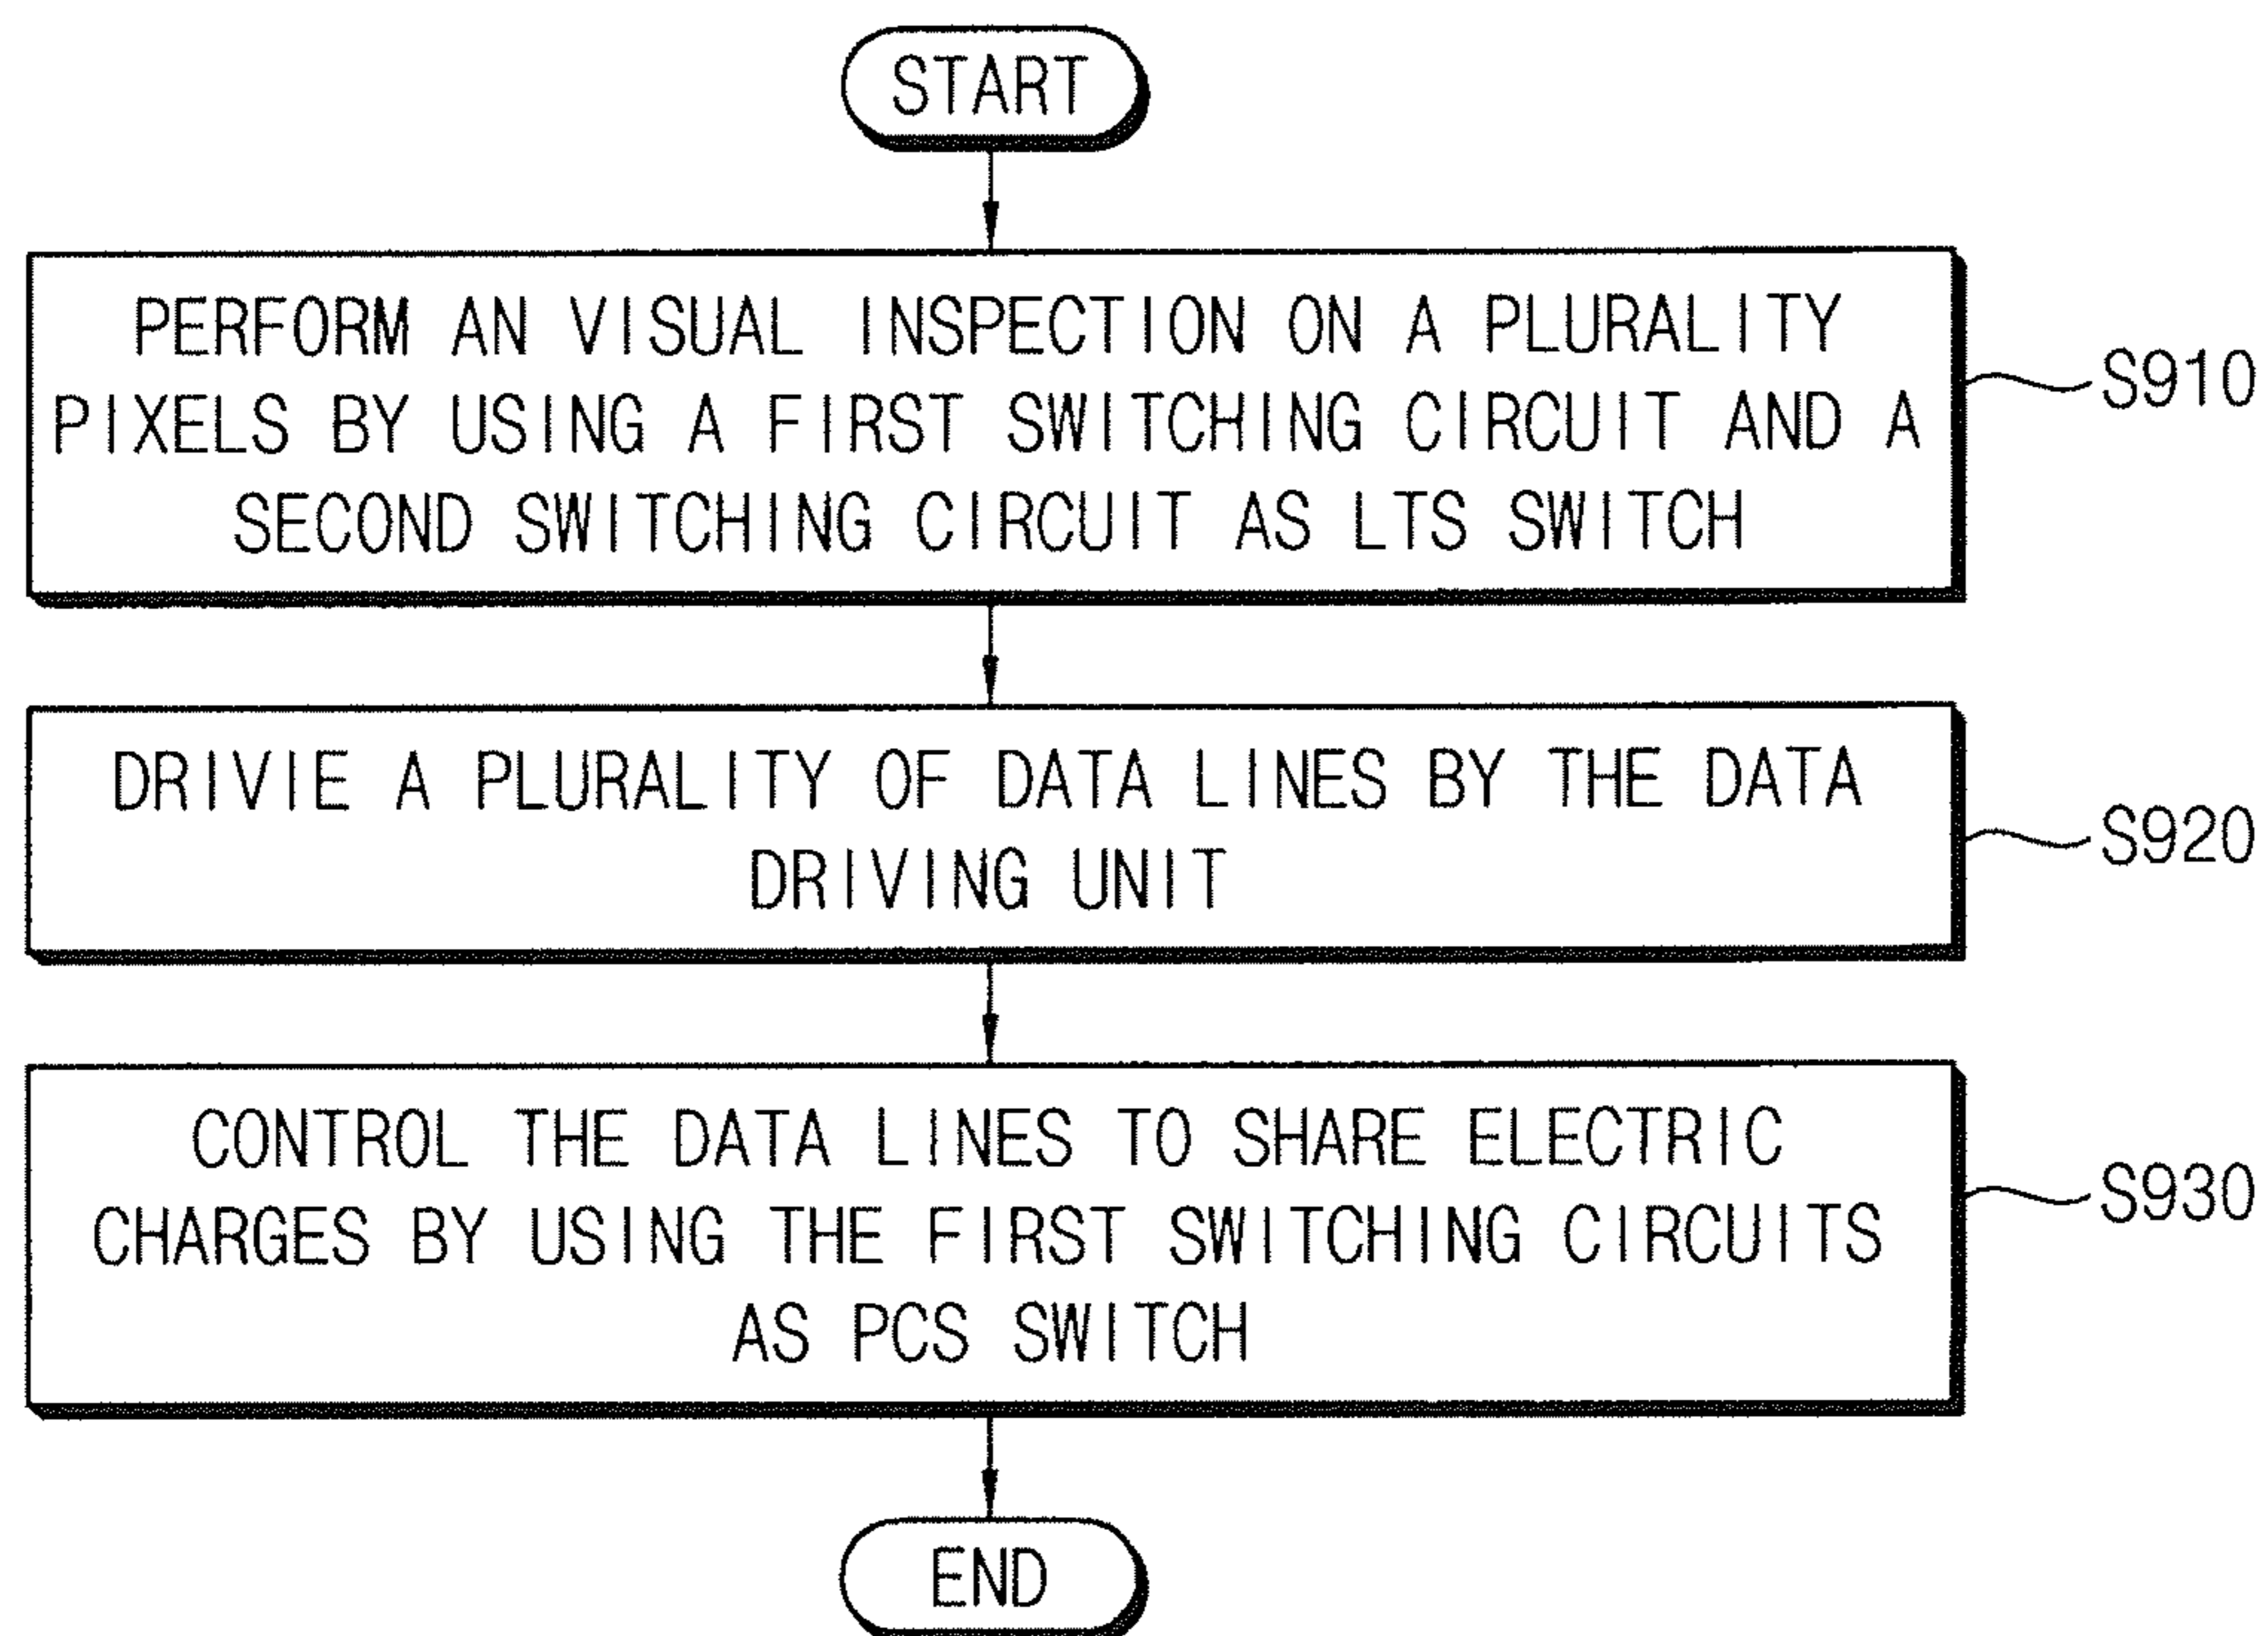 START
PERFORM AN VISUAL INSPECTION ON A PLURALITY
PIXELS BY USING A FIRST SWITCHING CIRCUIT AND A
SECOND SWITCHING CIRCUIT AS LTS SWITCH
S910
DRIVIE A PLURALITY OF DATA LINES BY THE DATA
DRIVING UNIT
S920
CONTROL THE DATA LINES TO SHARE ELECTRIC
CHARGES BY USING THE FIRST SWITCHING CIRCUITS
AS PCS SWITCH
S930
END